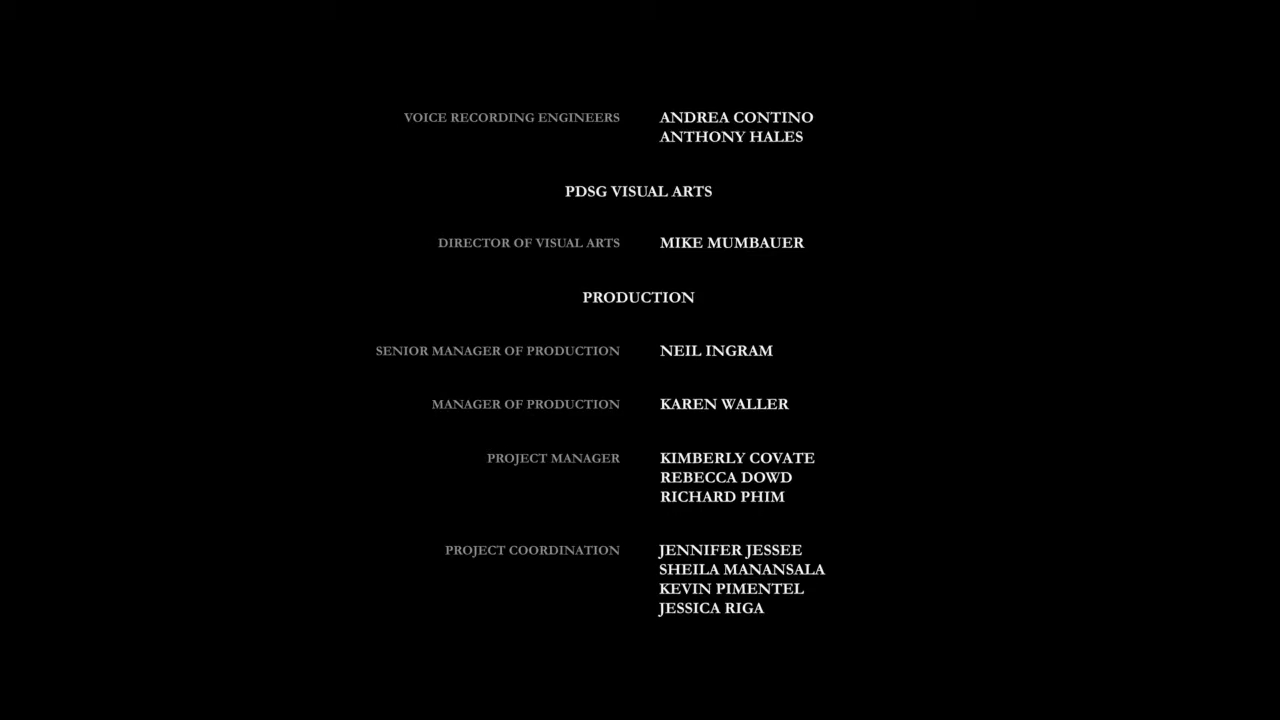 VOICE RECORDING ENGINEERS ANDREA CONTINO
ANTHONY HALES
PDSG VISUAL ARTS
DIRECTOR OF VISUAL ARTS MIKE MUMBAUER
PRODUCTION
SENIOR MANAGER OF PRODUCTION NEIL INGRAM
MANAGER OF PRODUCTION KAREN WALLER
PROJECT MANAGER KIMBERLY COVATE
REBECCA DOWD
RICHARD PHIM
PROJECT COORDINATION JENNIFER JESSEE
SHEILA MANANSALA
KEVIN PIMENTEL
JESSICA RIGA